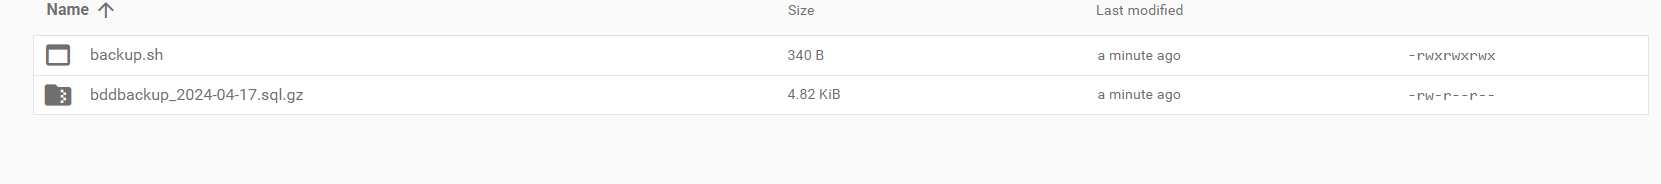 Name Size Last modified
backup.sh 340 B a minute ago -rwxrwxrwx
bddbackup_2024-04-17.sql.gz 4.82 KiB a minute ago -rw-r--r--